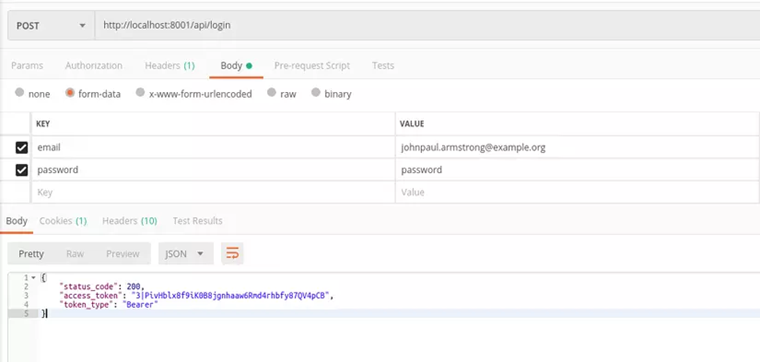 POST http://localhost:8001/api/login
Params Authorization Headers (1) Body Pre-request Script Tests
none form-data x-www-form-urlencoded raw binary
KEY VALUE
email johnpaul.armstrong@example.org
password password
Key Value
Body Cookies (1) Headers (10) Test Results
Pretty Raw Preview JSON
1 {
2 "status_code": 200,
3 "access_token": "3|PivHblx8f9iK0B8jgnhaaw6Rmd4rhbfy87QV4pCB",
4 "token_type": "Bearer"
5 }